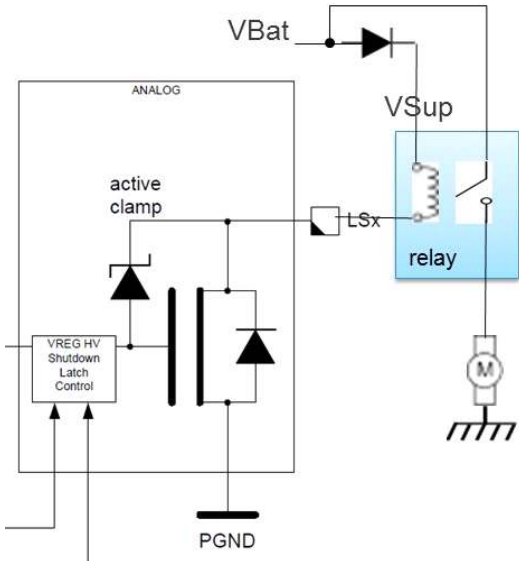 VBat
ANALOG
VSup
active
clamp
LSx
relay
VREG HV
Shutdown
Latch
Control
M
PGND